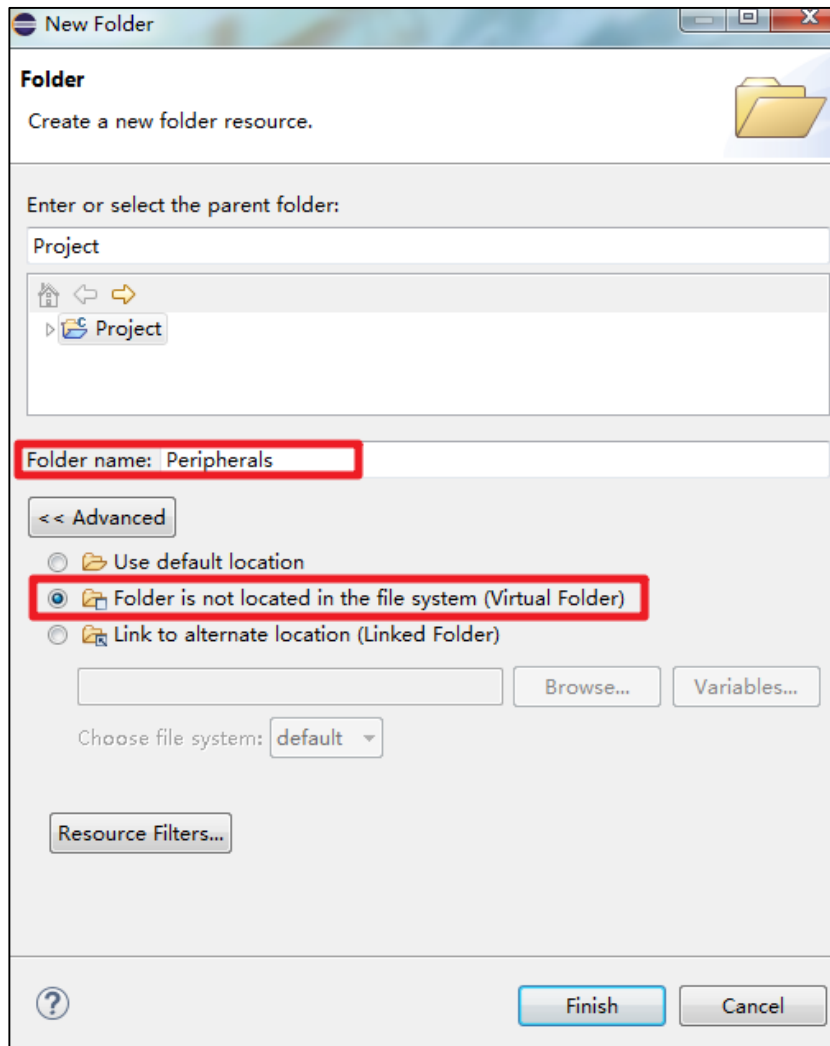 New Folder
Folder
Create a new folder resource.
Enter or select the parent folder:
Project
Project
Folder name: Peripherals
<< Advanced
Use default location
Folder is not located in the file system (Virtual Folder)
Link to alternate location (Linked Folder)
Browse... Variables...
Choose file system: default
Resource Filters...
Finish Cancel